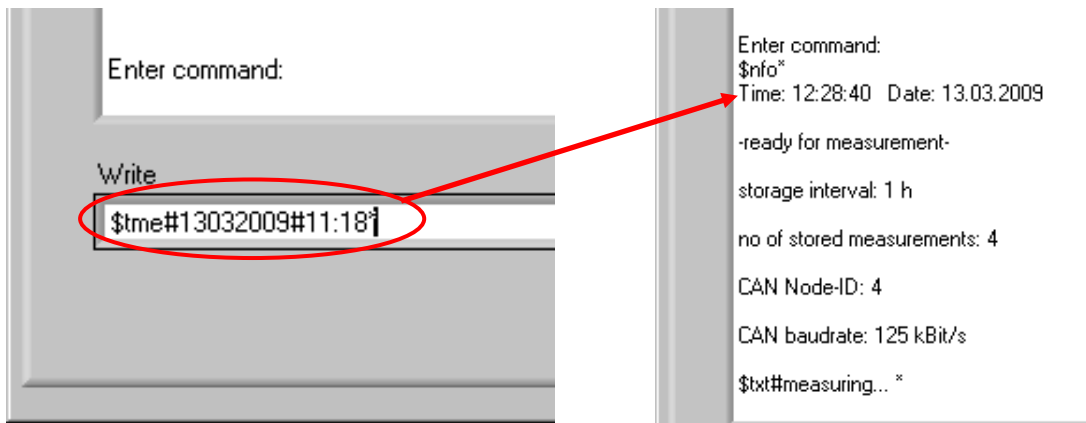 Enter command:
Write
$tme#13032009#11:18*
Enter command:
$nfo*
Time: 12:28:40 Date: 13.03.2009
-ready for measurement-
storage interval: 1 h
no of stored measurements: 4
CAN Node-ID: 4
CAN baudrate: 125 kBit/s
$txt#measuring... *